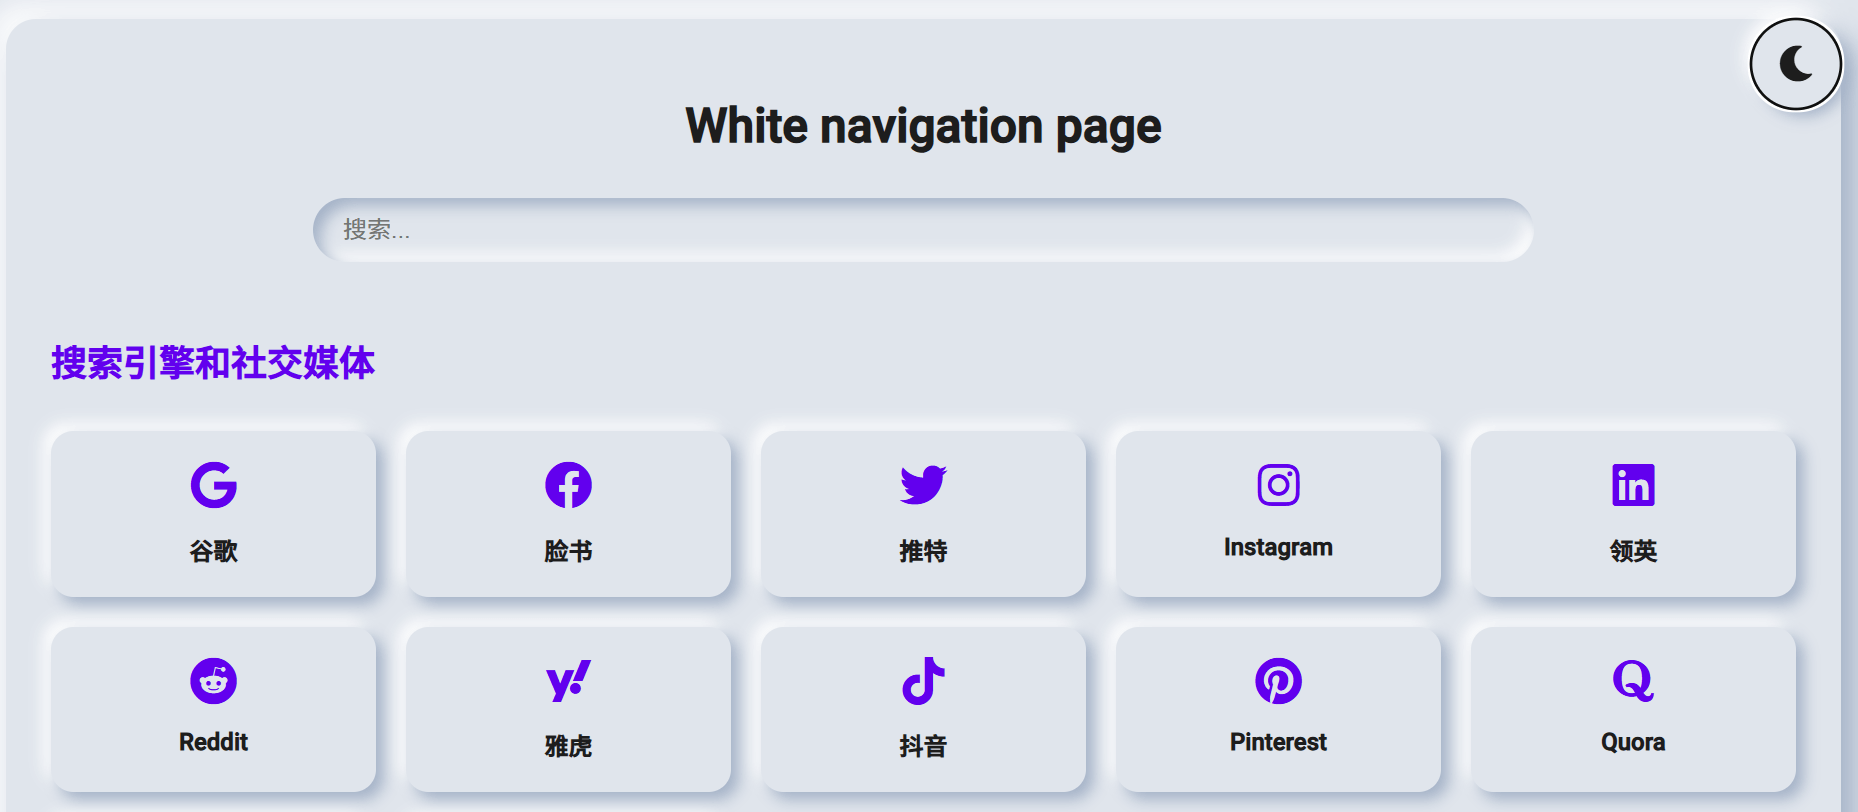 White navigation page
搜索...
搜索引擎和社交媒体
谷歌
脸书
推特
Instagram
领英
Reddit
雅虎
抖音
Pinterest
Quora